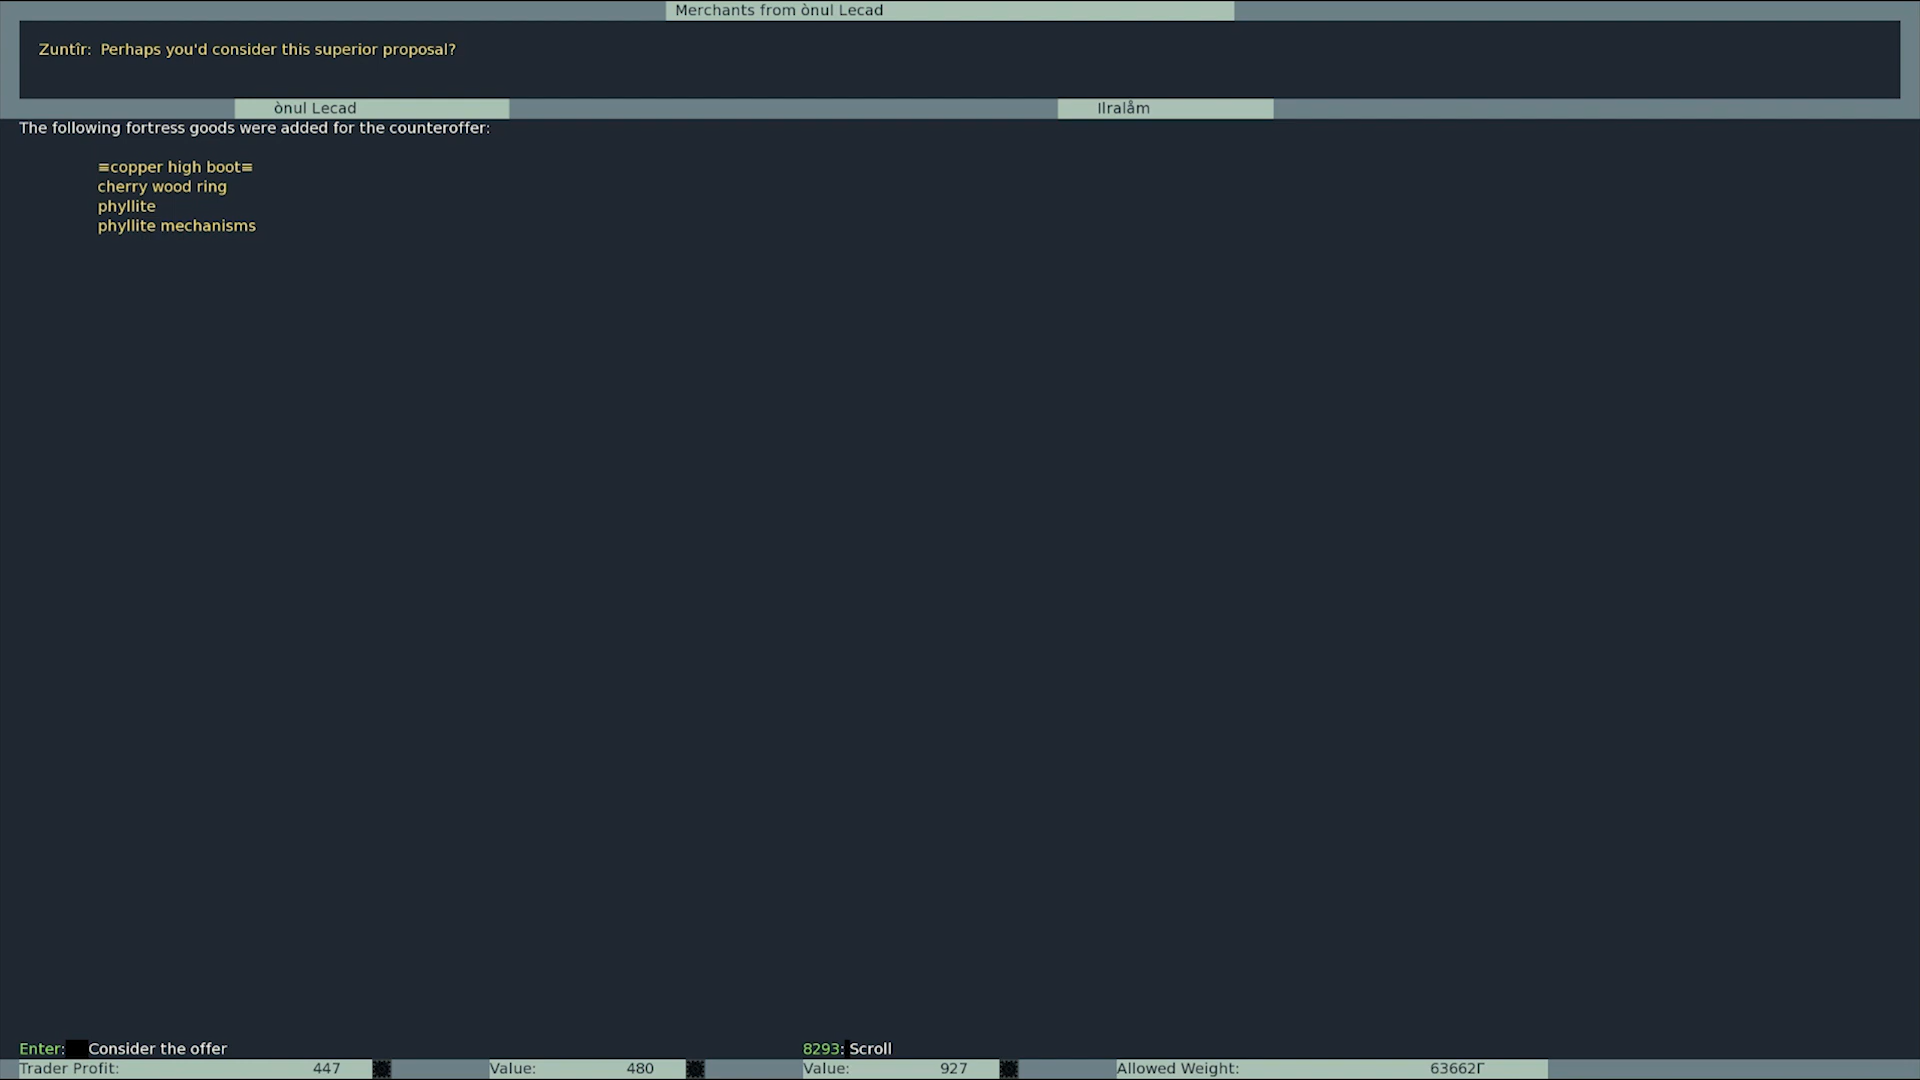 Merchants from ònul Lecad
Zuntîr:  Perhaps you'd consider this superior proposal?
ònul Lecad Ilralåm
The following fortress goods were added for the counteroffer:
≡copper high boot≡
cherry wood ring
phyllite
phyllite mechanisms
Enter: Consider the offer 8293: Scroll
Trader Profit: 447 Value: 480 Value: 927 Allowed Weight: 63662Γ